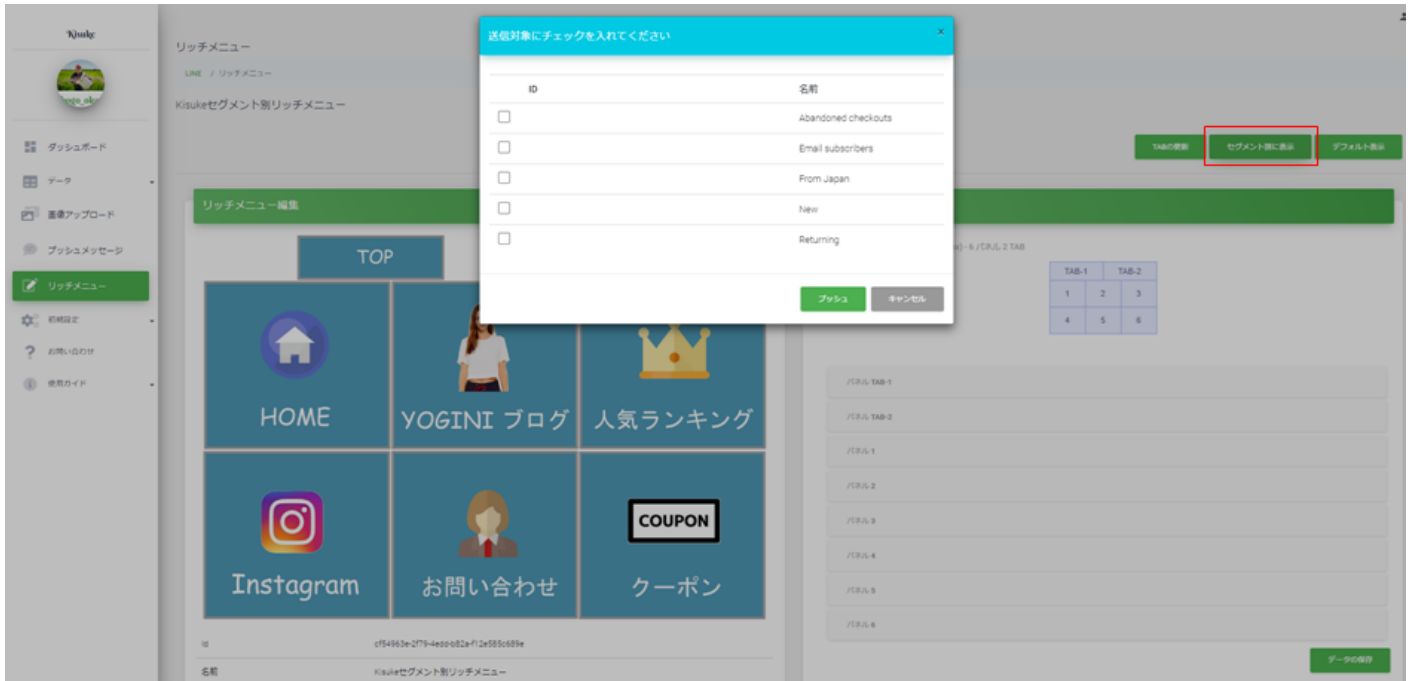 Kisuke
リッチメニュー
LINE / リッチメニュー
Kisukeセグメント別リッチメニュー
ダッシュボード
データ
画像アップロード
プッシュメッセージ
リッチメニュー
初期設定
お問い合わせ
使用ガイド
送信対象にチェックを入れてください
×
ID 名前
Abandoned checkouts
Email subscribers
From Japan
New
Returning
プッシュ キャンセル
TABの更新 セグメント別に表示 デフォルト表示
リッチメニュー編集
TOP
HOME
YOGINI ブログ
人気ランキング
Instagram
お問い合わせ
COUPON
クーポン
Id
名前 Kisukeセグメント別リッチメニュー
- 6 パネル 2 TAB
TAB-1 TAB-2
1 2 3
4 5 6
パネル TAB-1
パネル TAB-2
パネル 1
パネル 2
パネル 3
パネル 4
パネル 5
パネル 6
データの保存